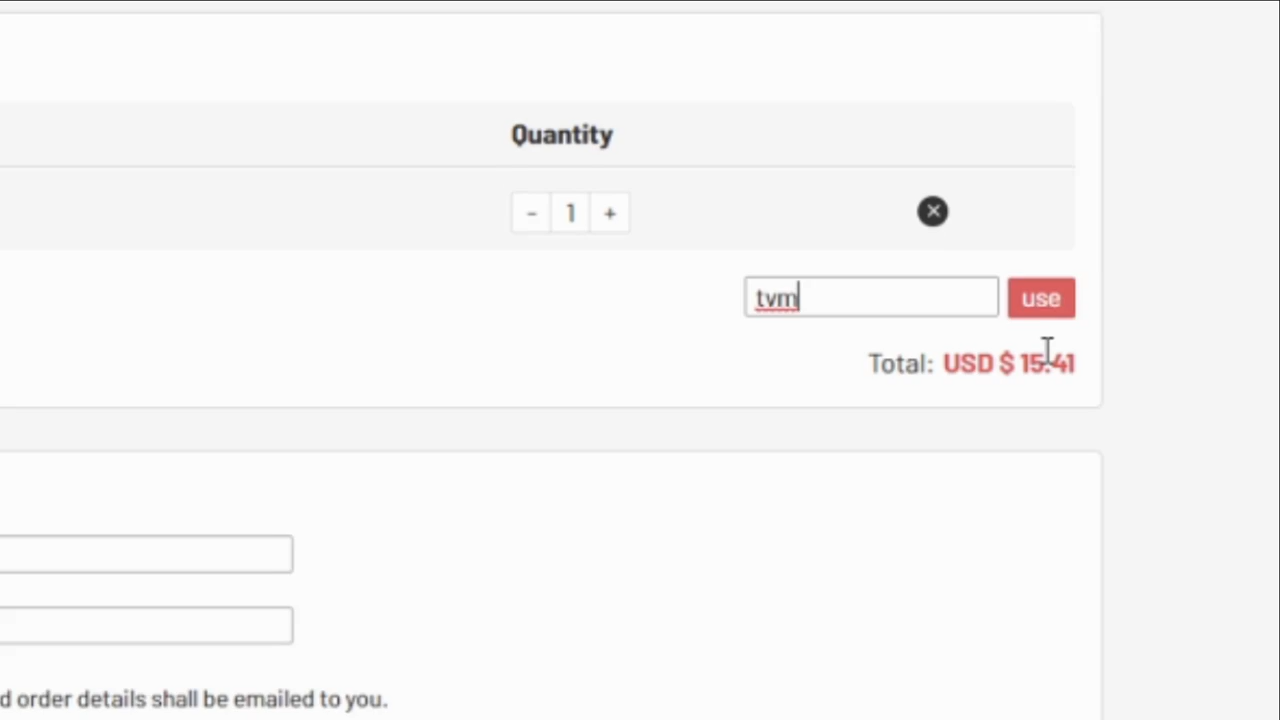 Quantity
- 1 +
tvm
use
Total: USD $ 15.41
d order details shall be emailed to you.